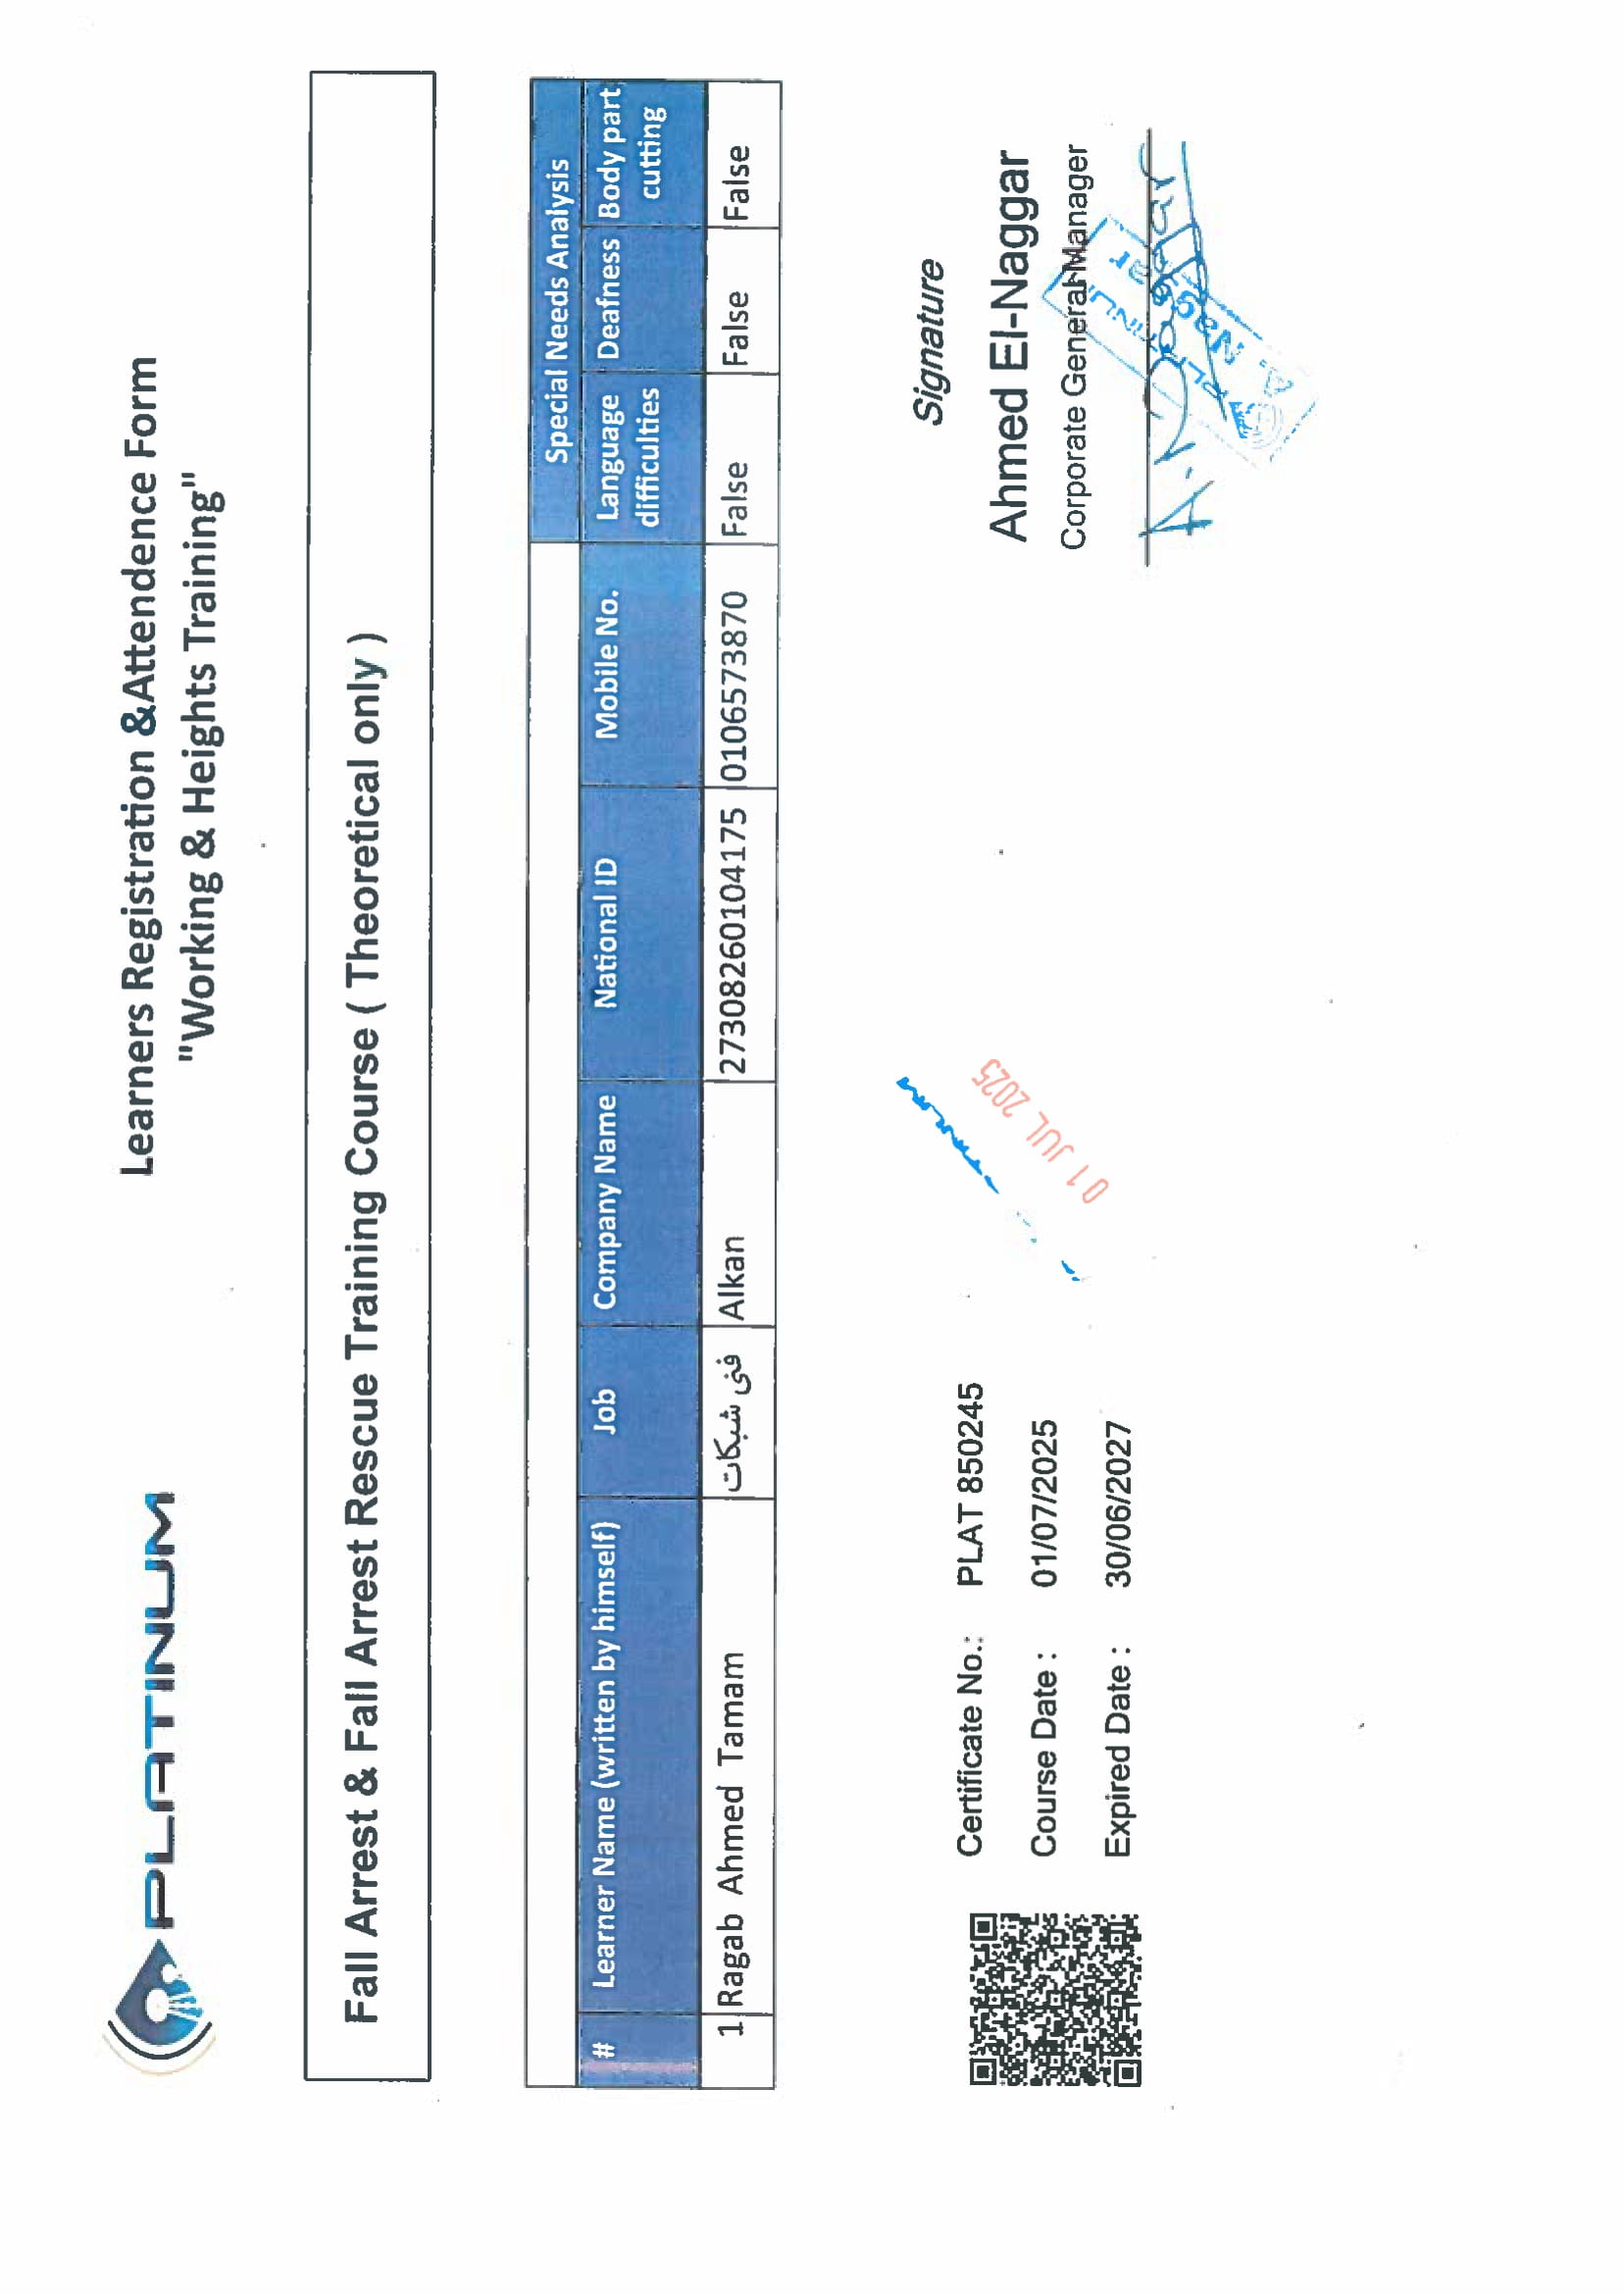 PLATINUM
Learners Registration &Attendence Form
"Working & Heights Training"
Fall Arrest & Fall Arrest Rescue Training Course ( Theoretical only )
Special Needs Analysis
# Learner Name (written by himself) Job Company Name National ID Mobile No. Language difficulties Deafness Body part cutting
1 Ragab Ahmed Tamam فنى شبكات Alkan 27308260104175 0106573870 False False False
Signature
Ahmed El-Naggar
Corporate General Manager
PLATINUM
A. Naggar
Certificate No.: PLAT 850245
Course Date : 01/07/2025
Expired Date : 30/06/2027
01 JUL 2025